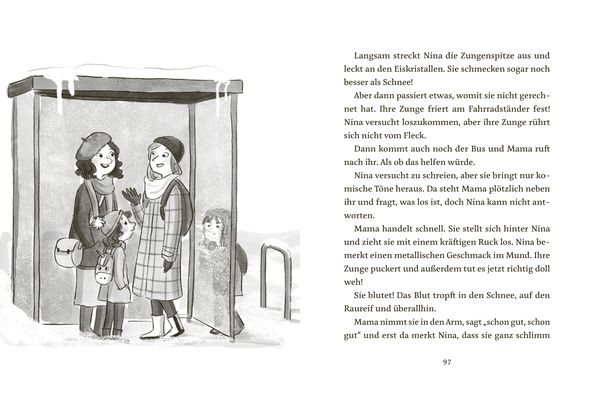 Langsam streckt Nina die Zungenspitze aus und
leckt an den Eiskristallen. Sie schmecken sogar noch
besser als Schnee!
Aber dann passiert etwas, womit sie nicht gerech-
net hat. Ihre Zunge friert am Fahrradständer fest!
Nina versucht loszukommen, aber ihre Zunge rührt
sich nicht vom Fleck.
Dann kommt auch noch der Bus und Mama ruft
nach ihr. Als ob das helfen würde.
Nina versucht zu schreien, aber sie bringt nur ko-
mische Töne heraus. Da steht Mama plötzlich neben
ihr und fragt, was los ist, doch Nina kann nicht ant-
worten.
Mama handelt schnell. Sie stellt sich hinter Nina
und zieht sie mit einem kräftigen Ruck los. Nina be-
merkt einen metallischen Geschmack im Mund. Ihre
Zunge puckert und außerdem tut es jetzt richtig doll
weh!
Sie blutet! Das Blut tropft in den Schnee, auf den
Raureif und überallhin.
Mama nimmt sie in den Arm, sagt „schon gut, schon
gut“ und erst da merkt Nina, dass sie ganz schlimm
97